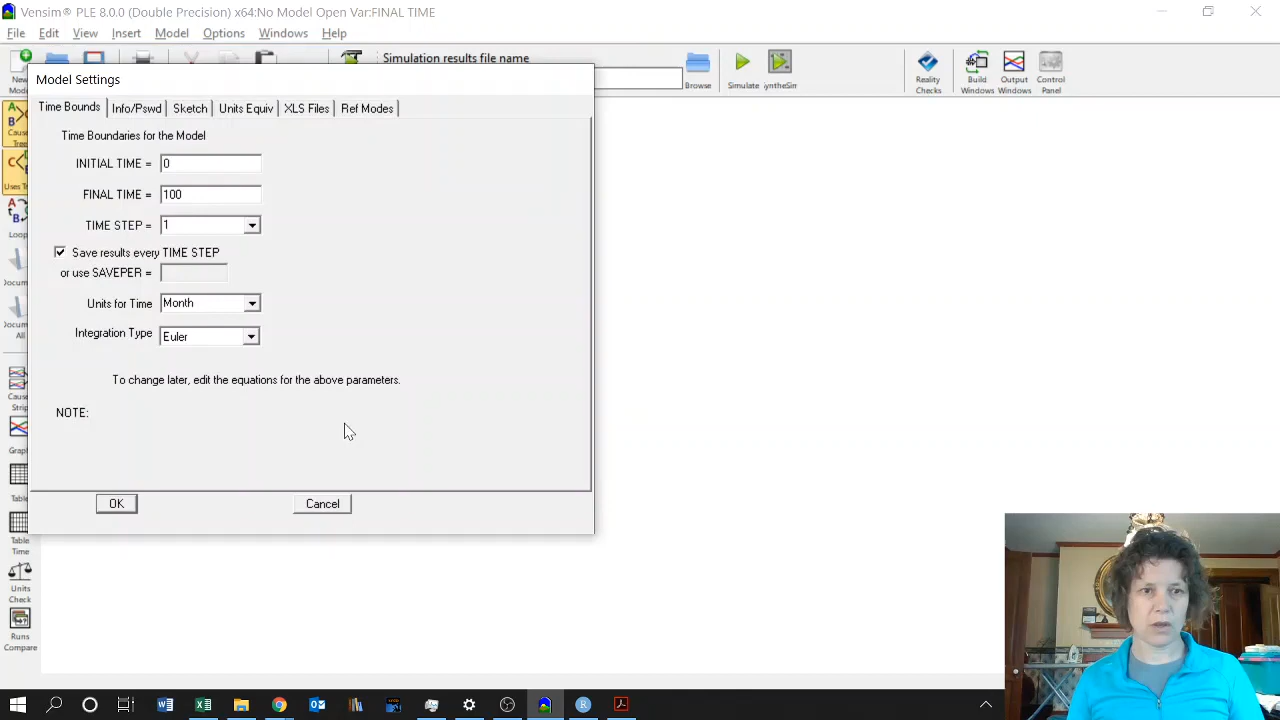 Vensim® PLE 8.0.0 (Double Precision) x64:No Model Open Var:FINAL TIME
File Edit View Insert Model Options Windows Help
New
Simulation results file name
Browse
Simulate
Reality
Checks
Build
Windows
Output
Windows
Control
Panel
Model Settings
Time Bounds Info/Pswd Sketch Units Equiv XLS Files Ref Modes
Time Boundaries for the Model
INITIAL TIME = 0
FINAL TIME = 100
TIME STEP = 1
Save results every TIME STEP
or use SAVEPER =
Units for Time Month
Integration Type Euler
To change later, edit the equations for the above parameters.
NOTE:
OK Cancel
Table
Time
Units
Check
Runs
Compare